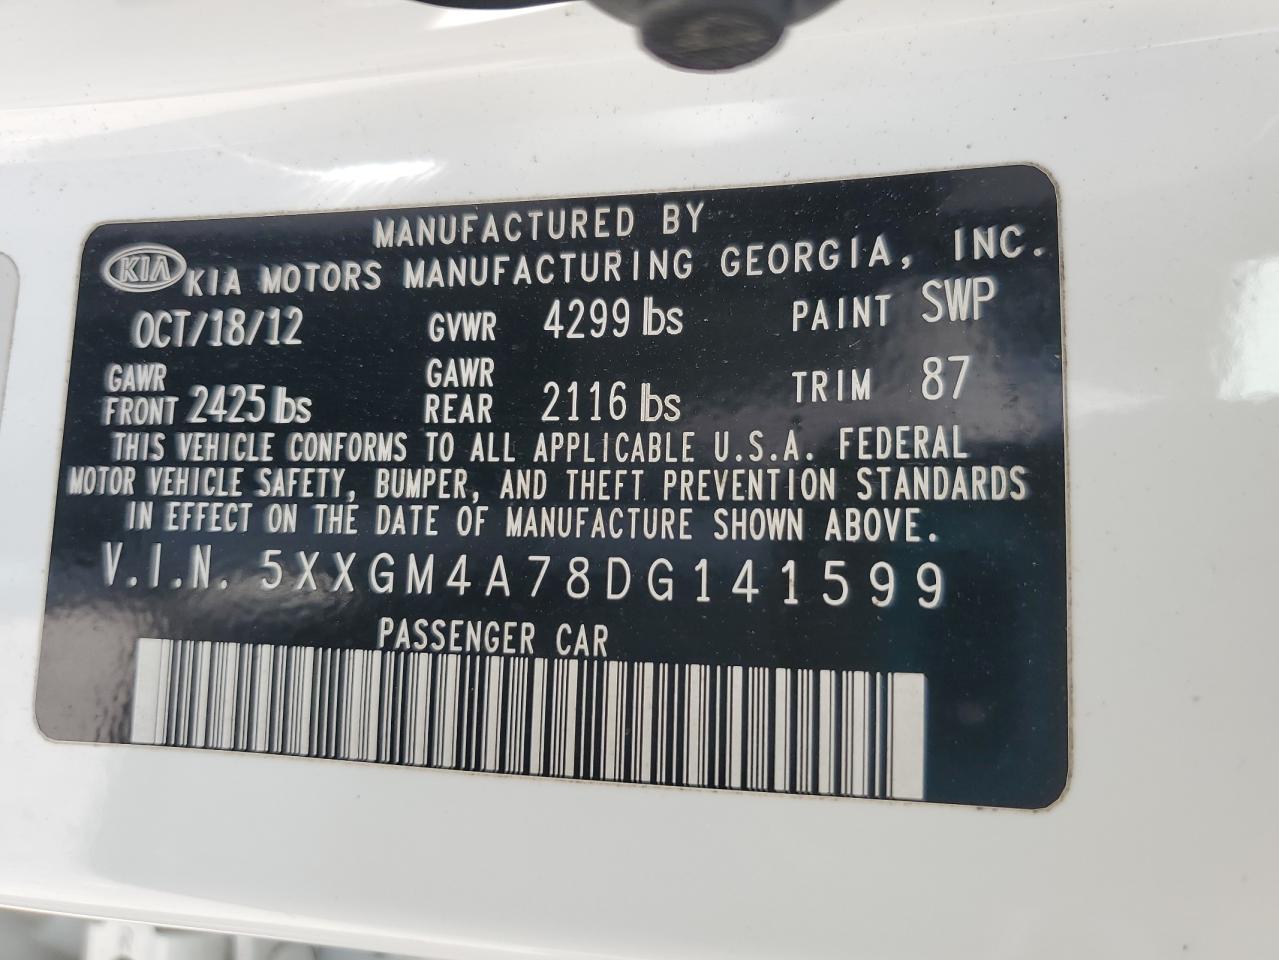 MANUFACTURED BY
KIA KIA MOTORS MANUFACTURING GEORGIA, INC.
OCT/18/12 GVWR 4299 lbs PAINT SWP
GAWR FRONT 2425 lbs GAWR REAR 2116 lbs TRIM 87
THIS VEHICLE CONFORMS TO ALL APPLICABLE U.S.A. FEDERAL
MOTOR VEHICLE SAFETY, BUMPER, AND THEFT PREVENTION STANDARDS
IN EFFECT ON THE DATE OF MANUFACTURE SHOWN ABOVE.
V.I.N. 5XXGM4A78DG141599
PASSENGER CAR